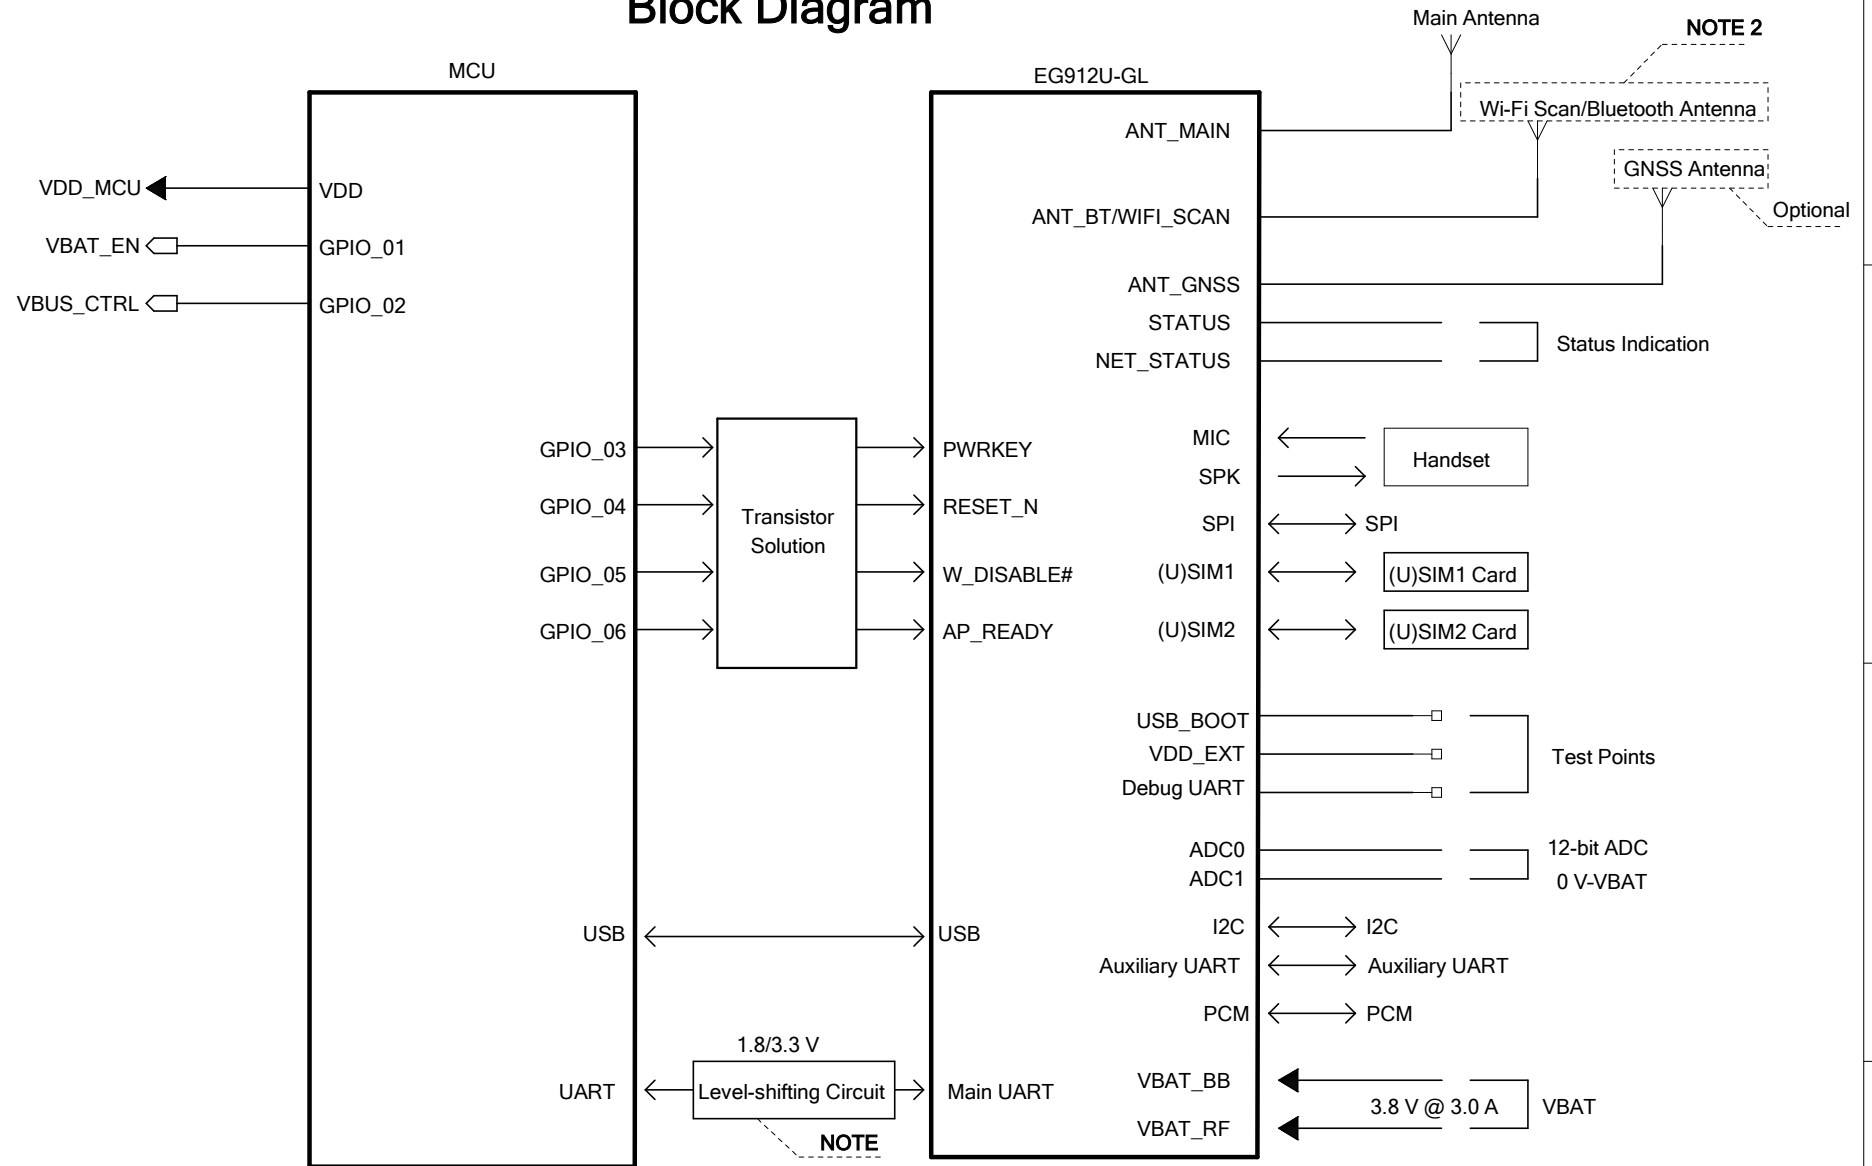 Block Diagram
Main Antenna
NOTE 2
MCU
EG912U-GL
Wi-Fi Scan/Bluetooth Antenna
ANT_MAIN
GNSS Antenna
VDD_MCU
VDD
ANT_BT/WIFI_SCAN
Optional
VBAT_EN
GPIO_01
ANT_GNSS
VBUS_CTRL
GPIO_02
STATUS
Status Indication
NET_STATUS
GPIO_03
PWRKEY
MIC
Handset
SPK
GPIO_04
Transistor
Solution
RESET_N
SPI
SPI
GPIO_05
W_DISABLE#
(U)SIM1
(U)SIM1 Card
GPIO_06
AP_READY
(U)SIM2
(U)SIM2 Card
USB_BOOT
VDD_EXT
Test Points
Debug UART
ADC0
12-bit ADC
ADC1
0 V-VBAT
USB
USB
I2C
I2C
Auxiliary UART
Auxiliary UART
PCM
PCM
1.8/3.3 V
UART
Level-shifting Circuit
Main UART
VBAT_BB
3.8 V @ 3.0 A
VBAT
VBAT_RF
NOTE